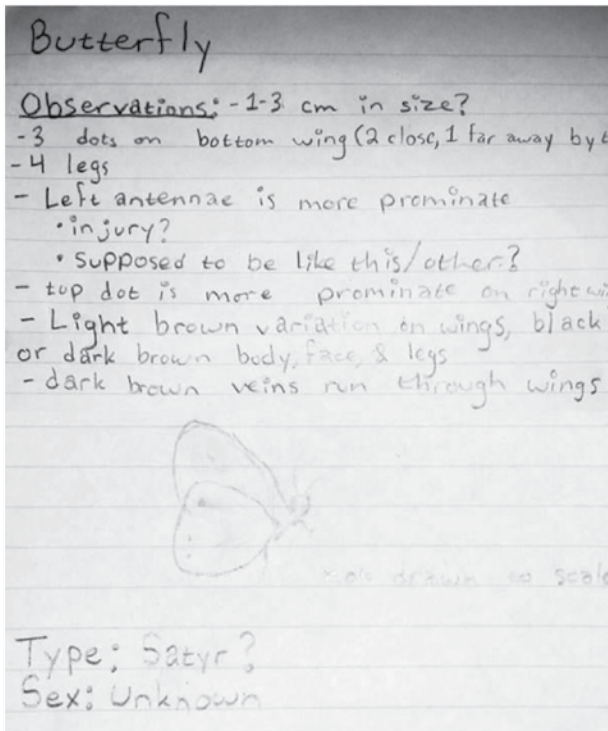 Butterfly
Observations: - 1-3 cm in size?
- 3 dots on bottom wing (2 close, 1 far away by
- 4 legs
- Left antennae is more prominate
• injury?
• supposed to be like this/other?
- top dot is more prominate on right
- Light brown variation on wings, black
or dark brown body, face, & legs
- dark brown veins run through wings
not drawn to scale
Type: Satyr?
Sex: Unknown